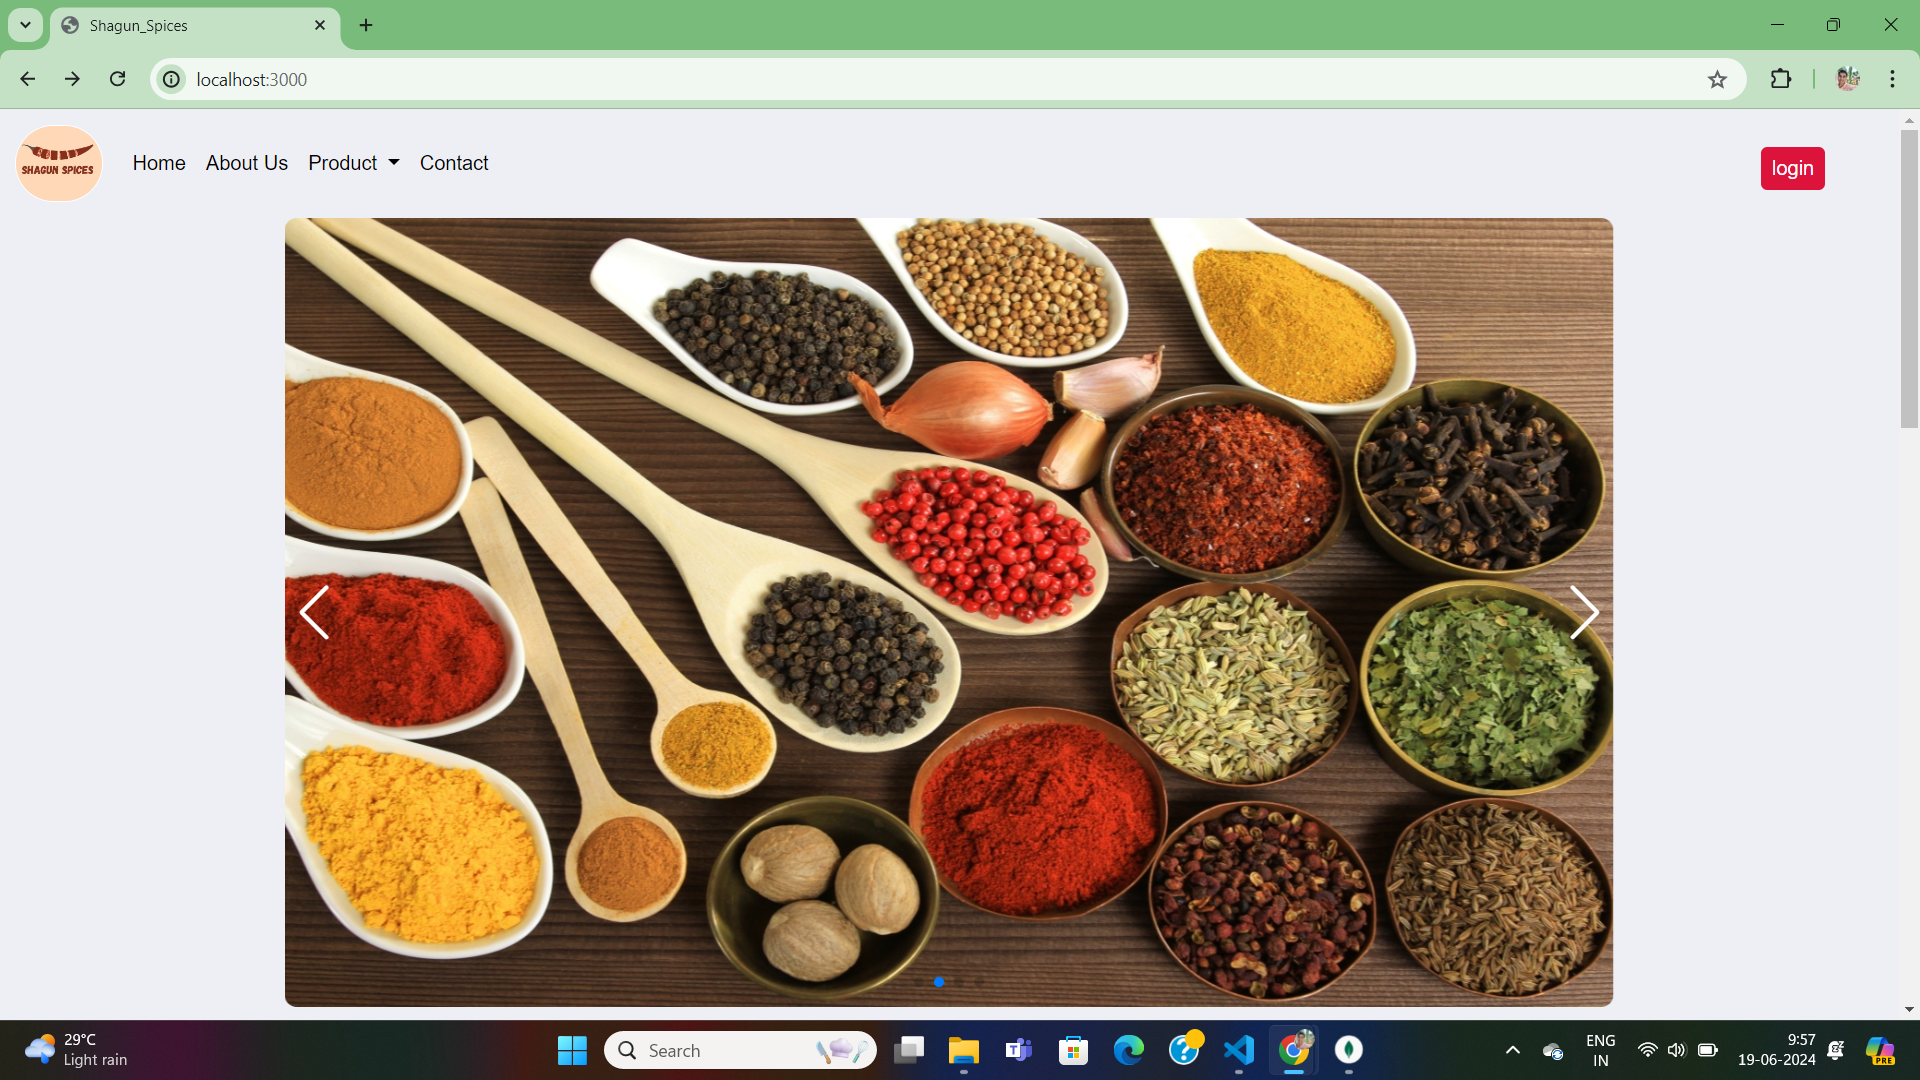 Shagun_Spices
localhost:3000
SHAGUN SPICES
Home About Us Product Contact
login
29°C
Light rain
Search
ENG
IN
9:57
19-06-2024
PRE